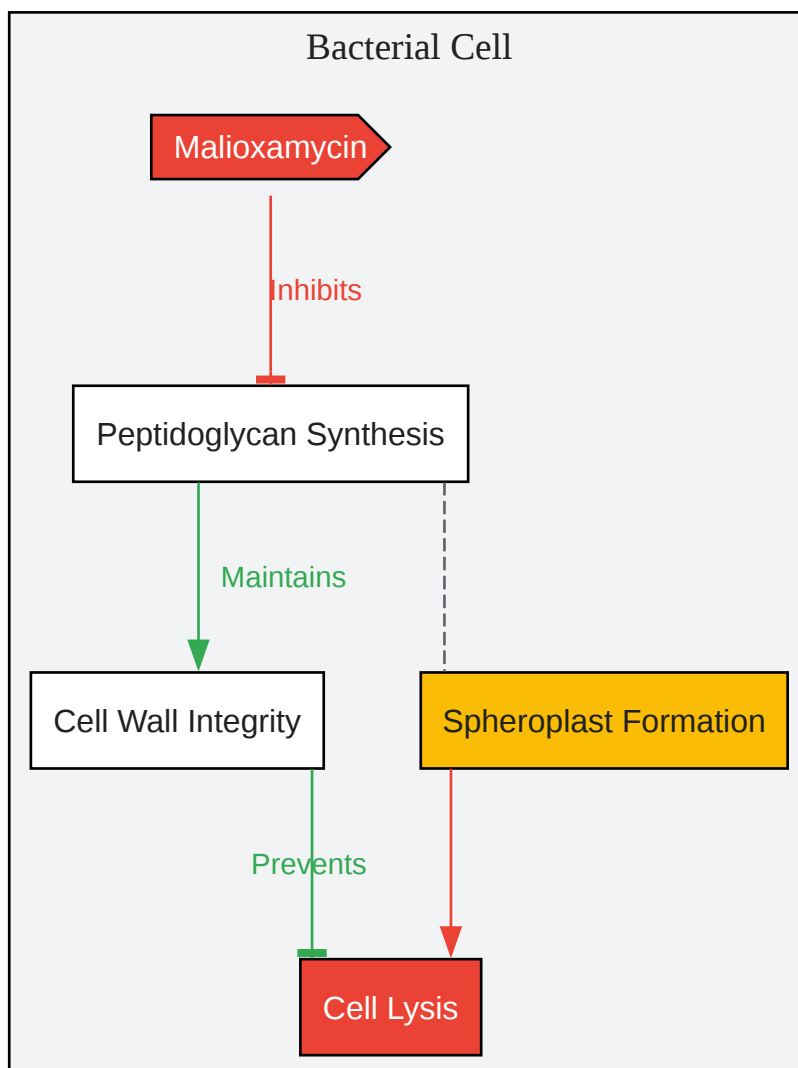 Bacterial Cell
Malioxamycin
Inhibits
Peptidoglycan Synthesis
Maintains
Cell Wall Integrity
Spheroplast Formation
Prevents
Cell Lysis